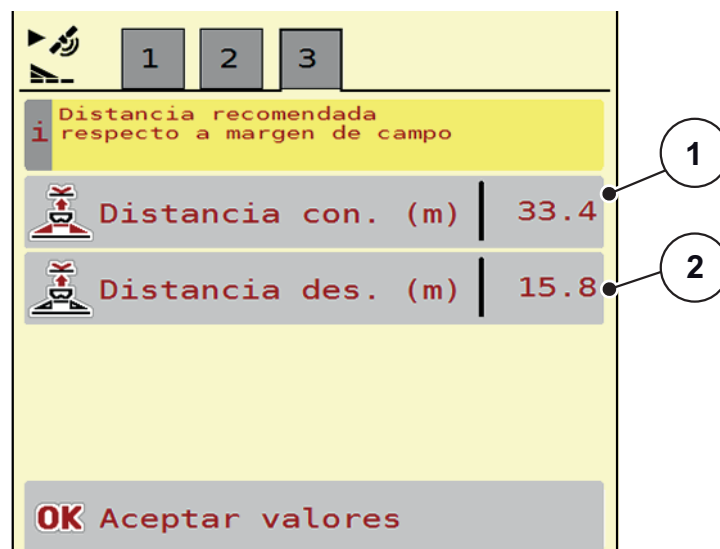 1 2 3
i Distancia recomendada
respecto a margen de campo
Distancia con. (m) 33.4
1
Distancia des. (m) 15.8
2
OK Aceptar valores